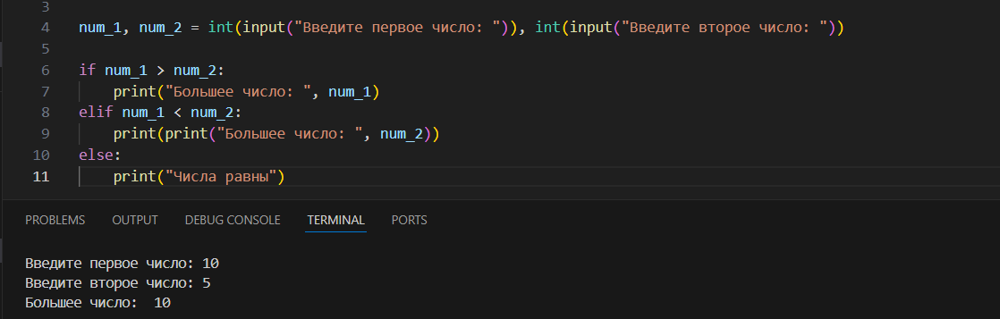 3
4 num_1, num_2 = int(input("Введите первое число: ")), int(input("Введите второе число: "))
5
6 if num_1 > num_2:
7     print("Большее число: ", num_1)
8 elif num_1 < num_2:
9     print(print("Большее число: ", num_2))
10 else:
11     print("Числа равны")
PROBLEMS OUTPUT DEBUG CONSOLE TERMINAL PORTS
Введите первое число: 10
Введите второе число: 5
Большее число:  10